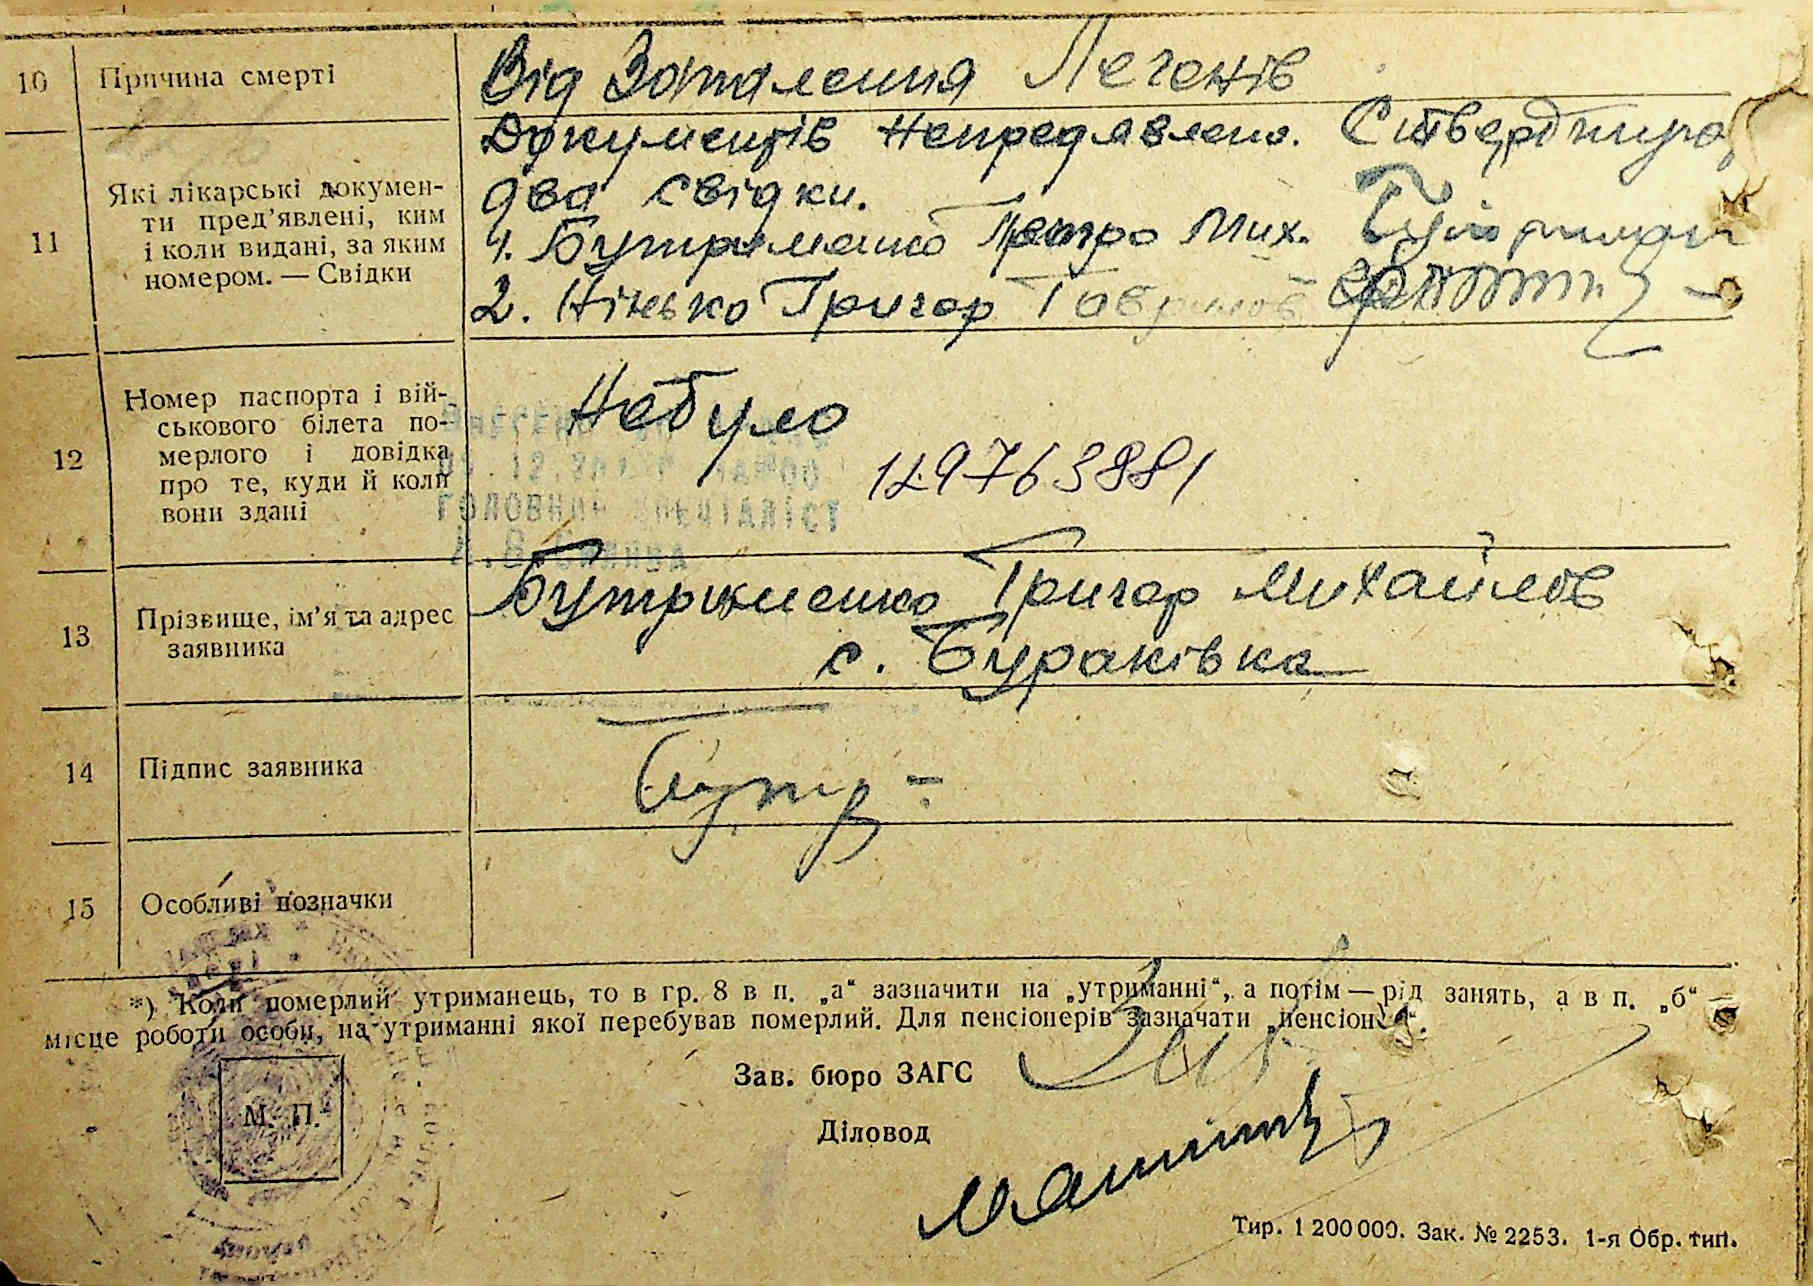 10 Причина смерті Від Запалення Легенів
Документів Непредявлено. Стверджую
11 Які лікарські докумен-
ти пред’явлені, ким
і коли видані, за яким
номером. — Свідки
два свідки.
1. Бутрименко Петро Мих.
2. Нінько Григор Гаврилов
12 Номер паспорта і вій-
ськового білета по-
мерлого і довідка
про те, куди й коли
вони здані
Небуло
129763881
ГОЛОВНИЙ СПЕЦІАЛІСТ
13 Прізвище, ім’я та адрес
заявника
Бутрименко Григор Михайлов
с. Бураківка
14 Підпис заявника Бутр
15 Особливі позначки
*) Коли померлий утриманець, то в гр. 8 в п. „а“ зазначити на „утриманні“, а потім — рід занять, а в п. „б“ —
місце роботи особи, на утриманні якої перебував померлий. Для пенсіонерів зазначати „пенсіонер“.
Зав. бюро ЗАГС
М. П.
Діловод
Тир. 1 200 000. Зак. № 2253. 1-я Обр. тип.